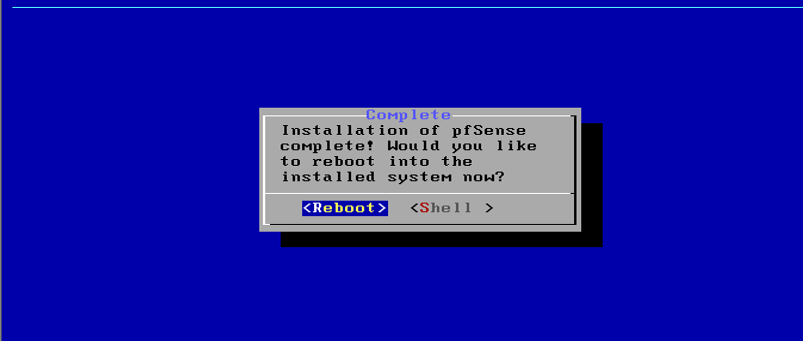 Complete
Installation of pfSense
complete! Would you like
to reboot into the
installed system now?
<Reboot> <Shell >